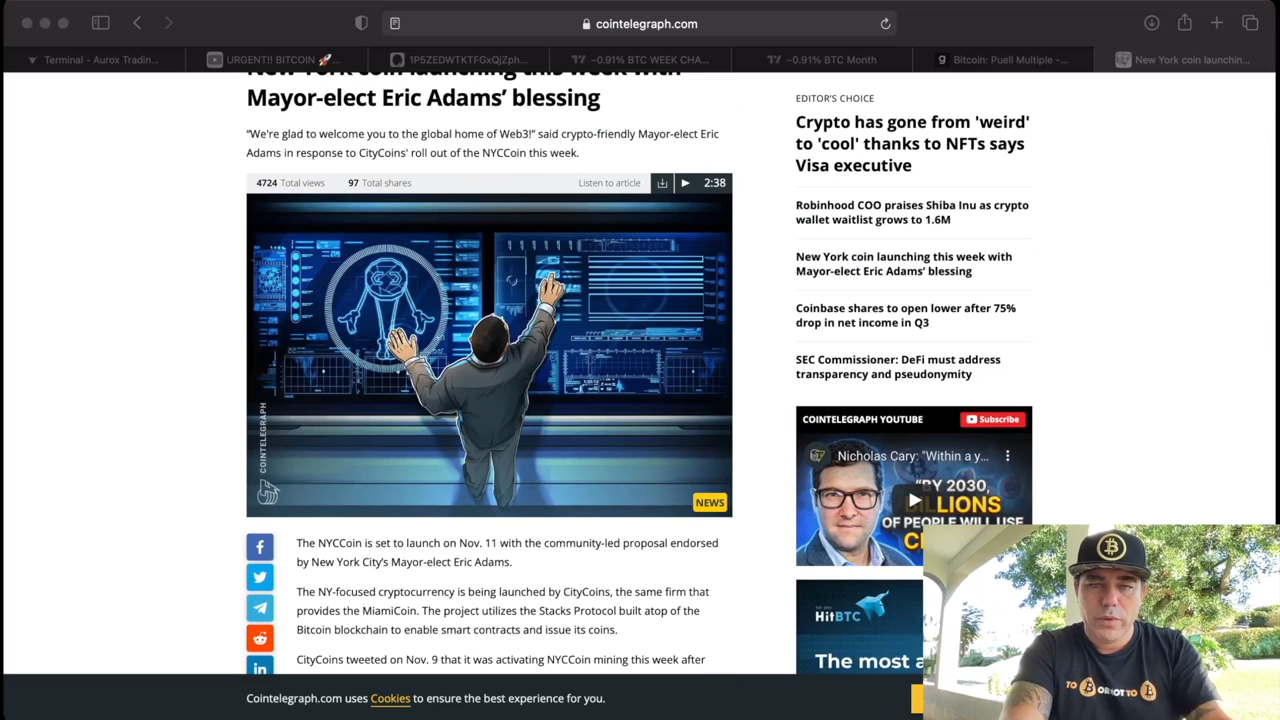 cointelegraph.com
Terminal - Aurox Tradin...
URGENT!! BITCOIN 🚀...
1P5ZEDWTKTFGxQjZph...
−0.91% BTC WEEK CHA...
−0.91% BTC Month
Bitcoin: Puell Multiple -...
New York coin launchin...
New York coin launching this week with
Mayor-elect Eric Adams’ blessing
“We're glad to welcome you to the global home of Web3!” said crypto-friendly Mayor-elect Eric
Adams in response to CityCoins' roll out of the NYCCoin this week.
4724 Total views 97 Total shares Listen to article 2:38
COINTELEGRAPH
NEWS
The NYCCoin is set to launch on Nov. 11 with the community-led proposal endorsed
by New York City’s Mayor-elect Eric Adams.
The NY-focused cryptocurrency is being launched by CityCoins, the same firm that
provides the MiamiCoin. The project utilizes the Stacks Protocol built atop of the
Bitcoin blockchain to enable smart contracts and issue its coins.
CityCoins tweeted on Nov. 9 that it was activating NYCCoin mining this week after
EDITOR'S CHOICE
Crypto has gone from 'weird'
to 'cool' thanks to NFTs says
Visa executive
Robinhood COO praises Shiba Inu as crypto
wallet waitlist grows to 1.6M
New York coin launching this week with
Mayor-elect Eric Adams’ blessing
Coinbase shares to open lower after 75%
drop in net income in Q3
SEC Commissioner: DeFi must address
transparency and pseudonymity
COINTELEGRAPH YOUTUBE Subscribe
Nicholas Cary: "Within a y...
“BY 2030,
BILLIONS
OF PEOPLE WILL USE
HitBTC
The most a
Cointelegraph.com uses Cookies to ensure the best experience for you.
TO B OR NOT TO B